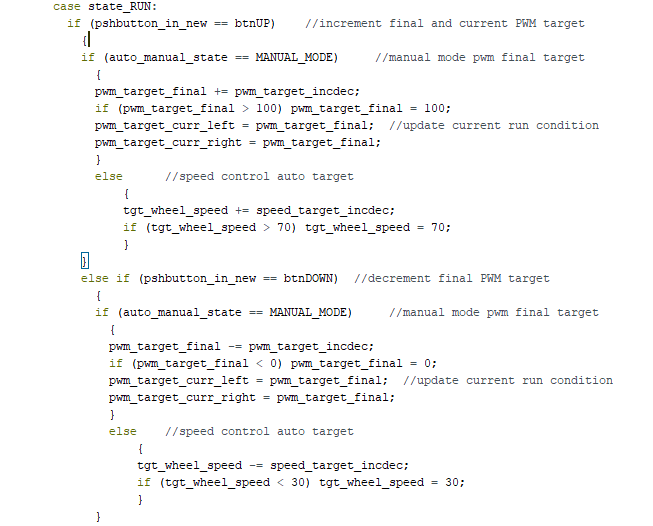 case state_RUN:
if (pshbutton_in_new == btnUP)    //increment final and current PWM target
{
if (auto_manual_state == MANUAL_MODE)     //manual mode pwm final target
{
pwm_target_final += pwm_target_incdec;
if (pwm_target_final > 100) pwm_target_final = 100;
pwm_target_curr_left = pwm_target_final;  //update current run condition
pwm_target_curr_right = pwm_target_final;
}
else      //speed control auto target
{
tgt_wheel_speed += speed_target_incdec;
if (tgt_wheel_speed > 70) tgt_wheel_speed = 70;
}
}
else if (pshbutton_in_new == btnDOWN)  //decrement final PWM target
{
if (auto_manual_state == MANUAL_MODE)     //manual mode pwm final target
{
pwm_target_final -= pwm_target_incdec;
if (pwm_target_final < 0) pwm_target_final = 0;
pwm_target_curr_left = pwm_target_final;  //update current run condition
pwm_target_curr_right = pwm_target_final;
}
else    //speed control auto target
{
tgt_wheel_speed -= speed_target_incdec;
if (tgt_wheel_speed < 30) tgt_wheel_speed = 30;
}
}